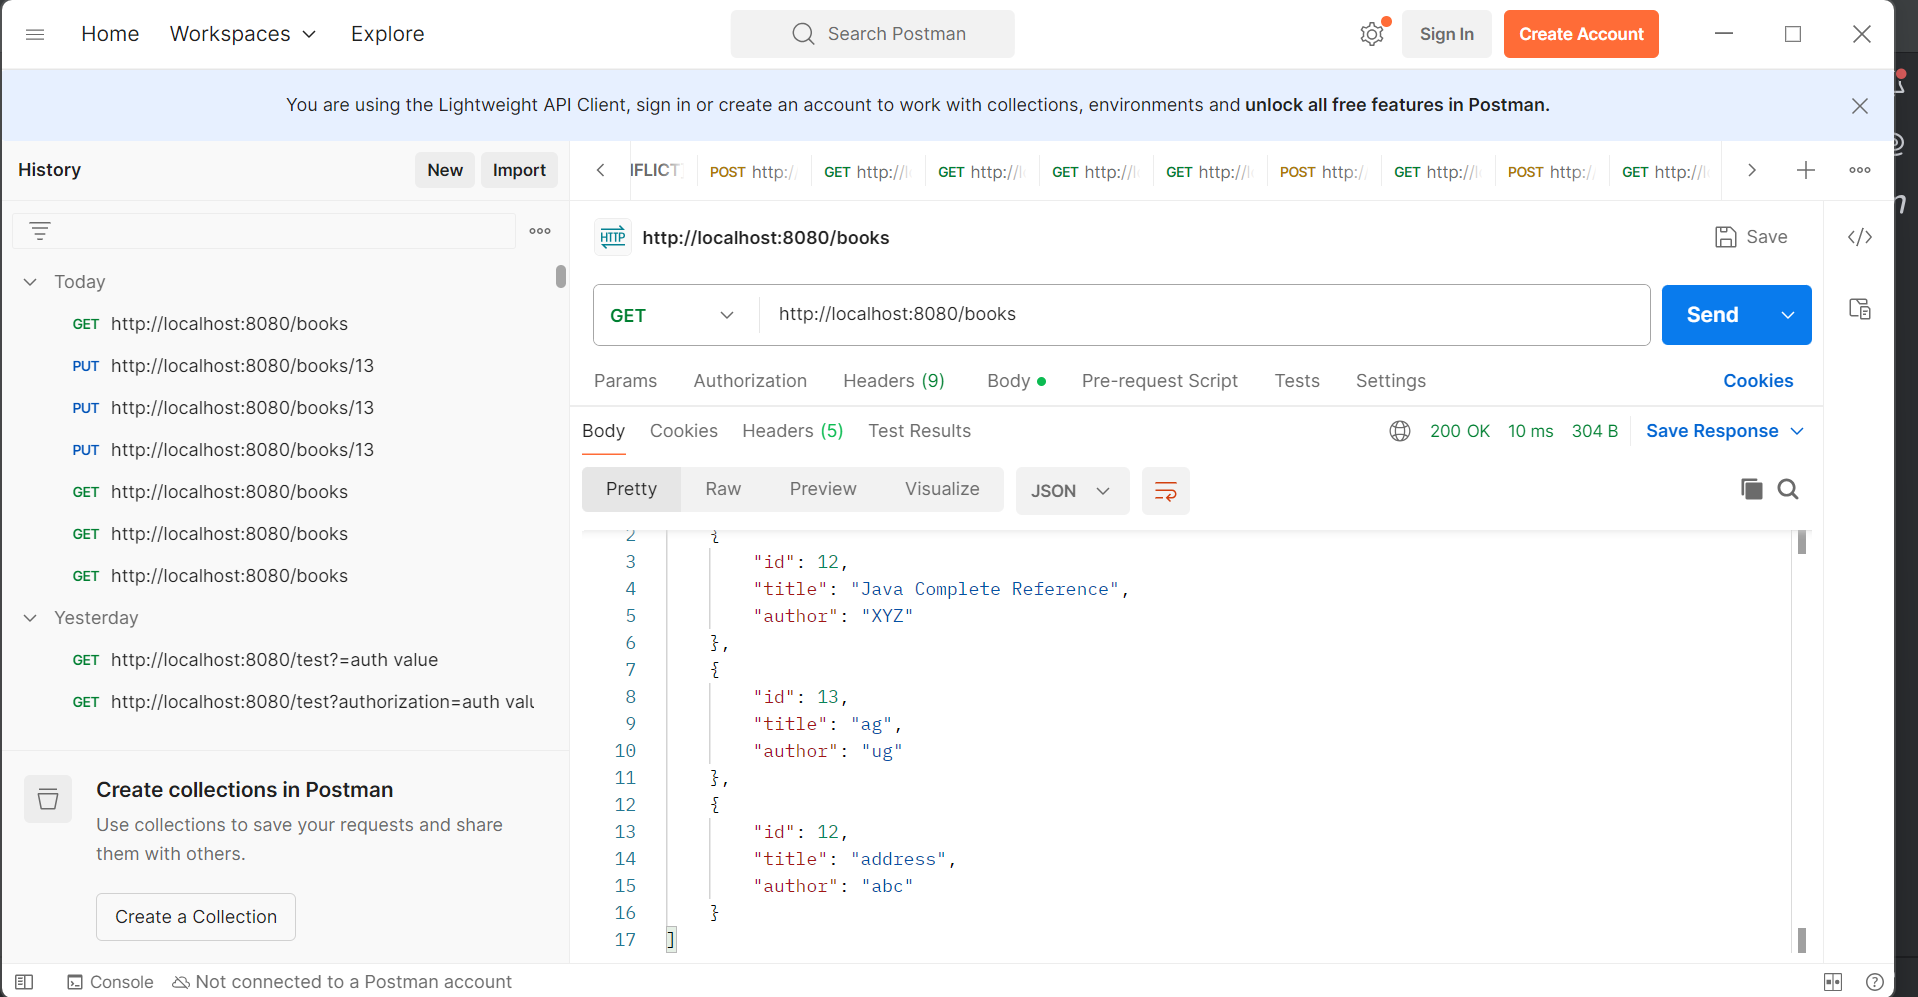 Home Workspaces Explore Search Postman Sign In Create Account
You are using the Lightweight API Client, sign in or create an account to work with collections, environments and unlock all free features in Postman.
History New Import
NFLICT POST http:/ GET http://l GET http://l GET http://l GET http://l POST http:/ GET http://l POST http:/ GET http://l
Today
GET http://localhost:8080/books
PUT http://localhost:8080/books/13
PUT http://localhost:8080/books/13
PUT http://localhost:8080/books/13
GET http://localhost:8080/books
GET http://localhost:8080/books
GET http://localhost:8080/books
Yesterday
GET http://localhost:8080/test?=auth value
GET http://localhost:8080/test?authorization=auth valu
Create collections in Postman
Use collections to save your requests and share
them with others.
Create a Collection
HTTP http://localhost:8080/books Save
GET http://localhost:8080/books Send
Params Authorization Headers (9) Body Pre-request Script Tests Settings Cookies
Body Cookies Headers (5) Test Results 200 OK 10 ms 304 B Save Response
Pretty Raw Preview Visualize JSON
2 {
3 "id": 12,
4 "title": "Java Complete Reference",
5 "author": "XYZ"
6 },
7 {
8 "id": 13,
9 "title": "ag",
10 "author": "ug"
11 },
12 {
13 "id": 12,
14 "title": "address",
15 "author": "abc"
16 }
17 ]
Console Not connected to a Postman account